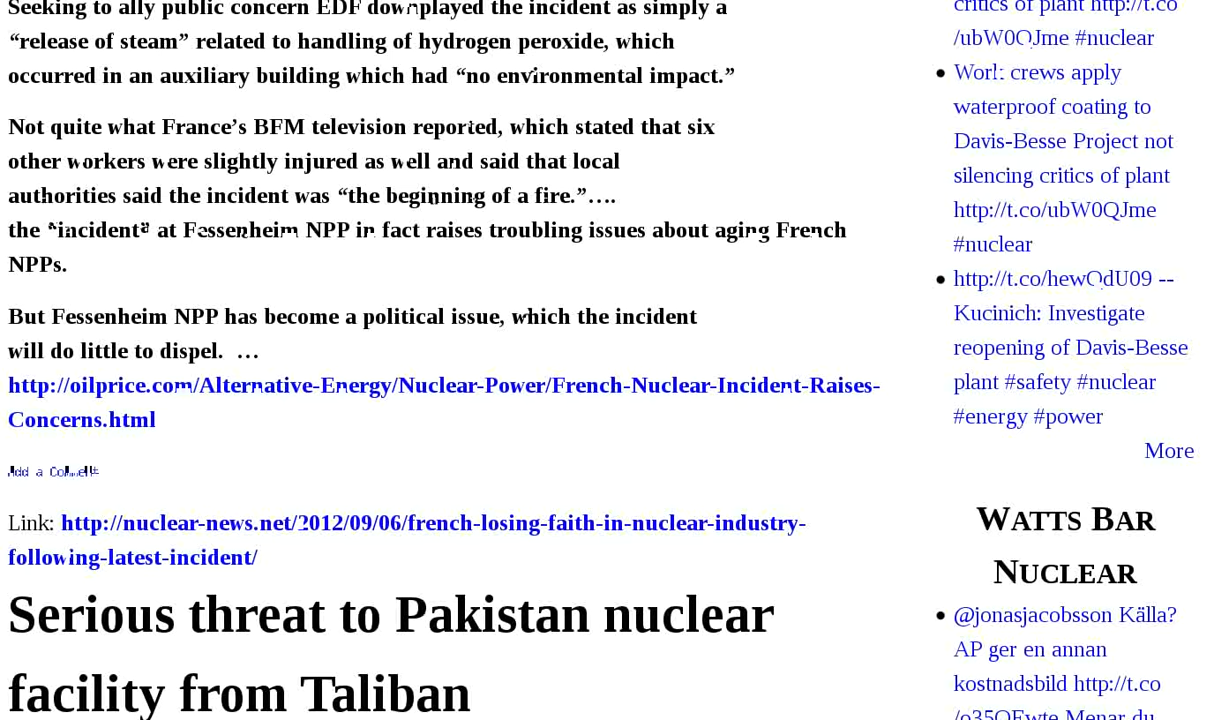 Seeking to ally public concern EDF downplayed the incident as simply a
“release of steam” related to handling of hydrogen peroxide, which
occurred in an auxiliary building which had “no environmental impact.”
Not quite what France’s BFM television reported, which stated that six
other workers were slightly injured as well and said that local
authorities said the incident was “the beginning of a fire.”….
the “incident” at Fessenheim NPP in fact raises troubling issues about aging French
NPPs.
But Fessenheim NPP has become a political issue, which the incident
will do little to dispel.  …
http://oilprice.com/Alternative-Energy/Nuclear-Power/French-Nuclear-Incident-Raises-
Concerns.html
Add a Comment
Link: http://nuclear-news.net/2012/09/06/french-losing-faith-in-nuclear-industry-
following-latest-incident/
Serious threat to Pakistan nuclear
facility from Taliban
critics of plant http://t.co
/ubW0QJme #nuclear
Work crews apply
waterproof coating to
Davis-Besse Project not
silencing critics of plant
http://t.co/ubW0QJme
#nuclear
http://t.co/hewQdU09 --
Kucinich: Investigate
reopening of Davis-Besse
plant #safety #nuclear
#energy #power
More
Watts Bar
Nuclear
@jonasjacobsson Källa?
AP ger en annan
kostnadsbild http://t.co
/o35OEwte Menar du